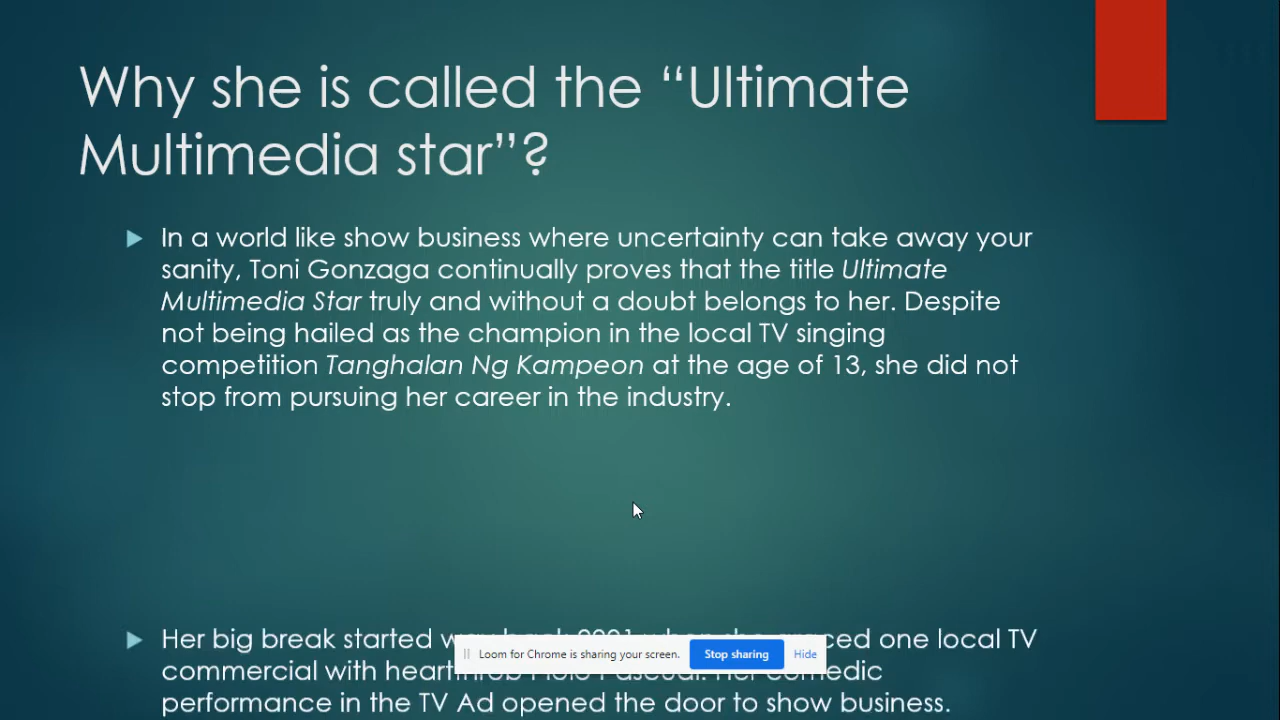 Why she is called the “Ultimate
Multimedia star”?
In a world like show business where uncertainty can take away your
sanity, Toni Gonzaga continually proves that the title Ultimate
Multimedia Star truly and without a doubt belongs to her. Despite
not being hailed as the champion in the local TV singing
competition Tanghalan Ng Kampeon at the age of 13, she did not
stop from pursuing her career in the industry.
Her big break started one local TV
commercial with
performance in the TV Ad opened the door to show business.
Loom for Chrome is sharing your screen. Stop sharing Hide